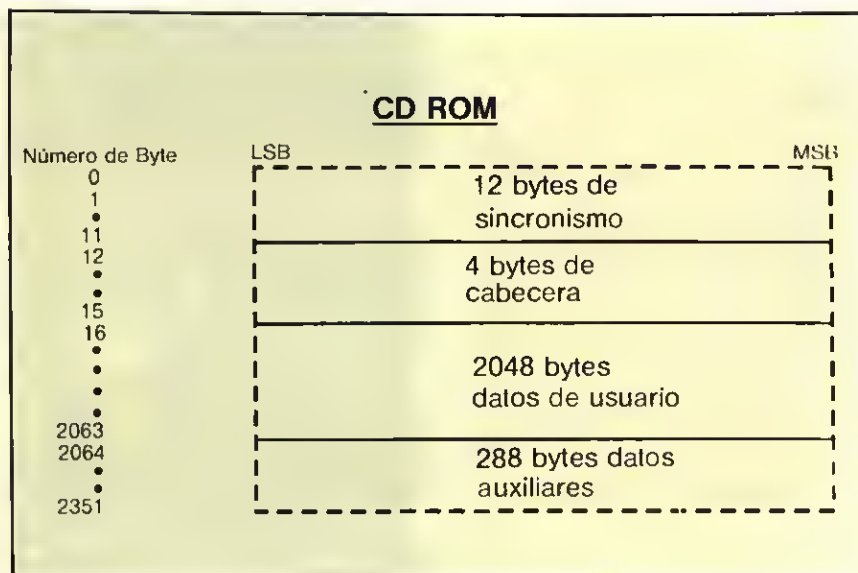 CD ROM
Número de Byte
LSB
MSB
0
1
•
11
12
•
•
15
16
•
•
•
•
2063
2064
•
•
2351
12 bytes de
sincronismo
4 bytes de
cabecera
2048 bytes
datos de usuario
288 bytes datos
auxiliares